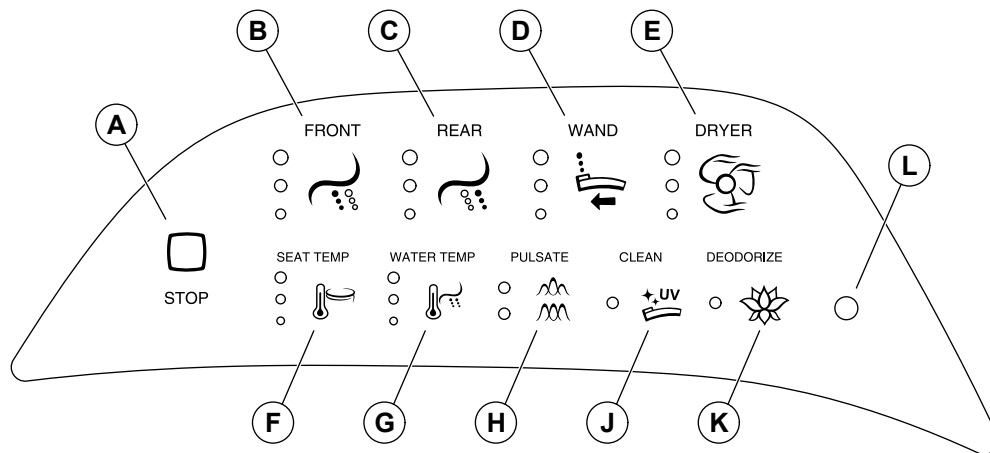 B C D E
A
L
FRONT REAR WAND DRYER
SEAT TEMP WATER TEMP PULSATE CLEAN DEODORIZE
UV
STOP
F G H J K